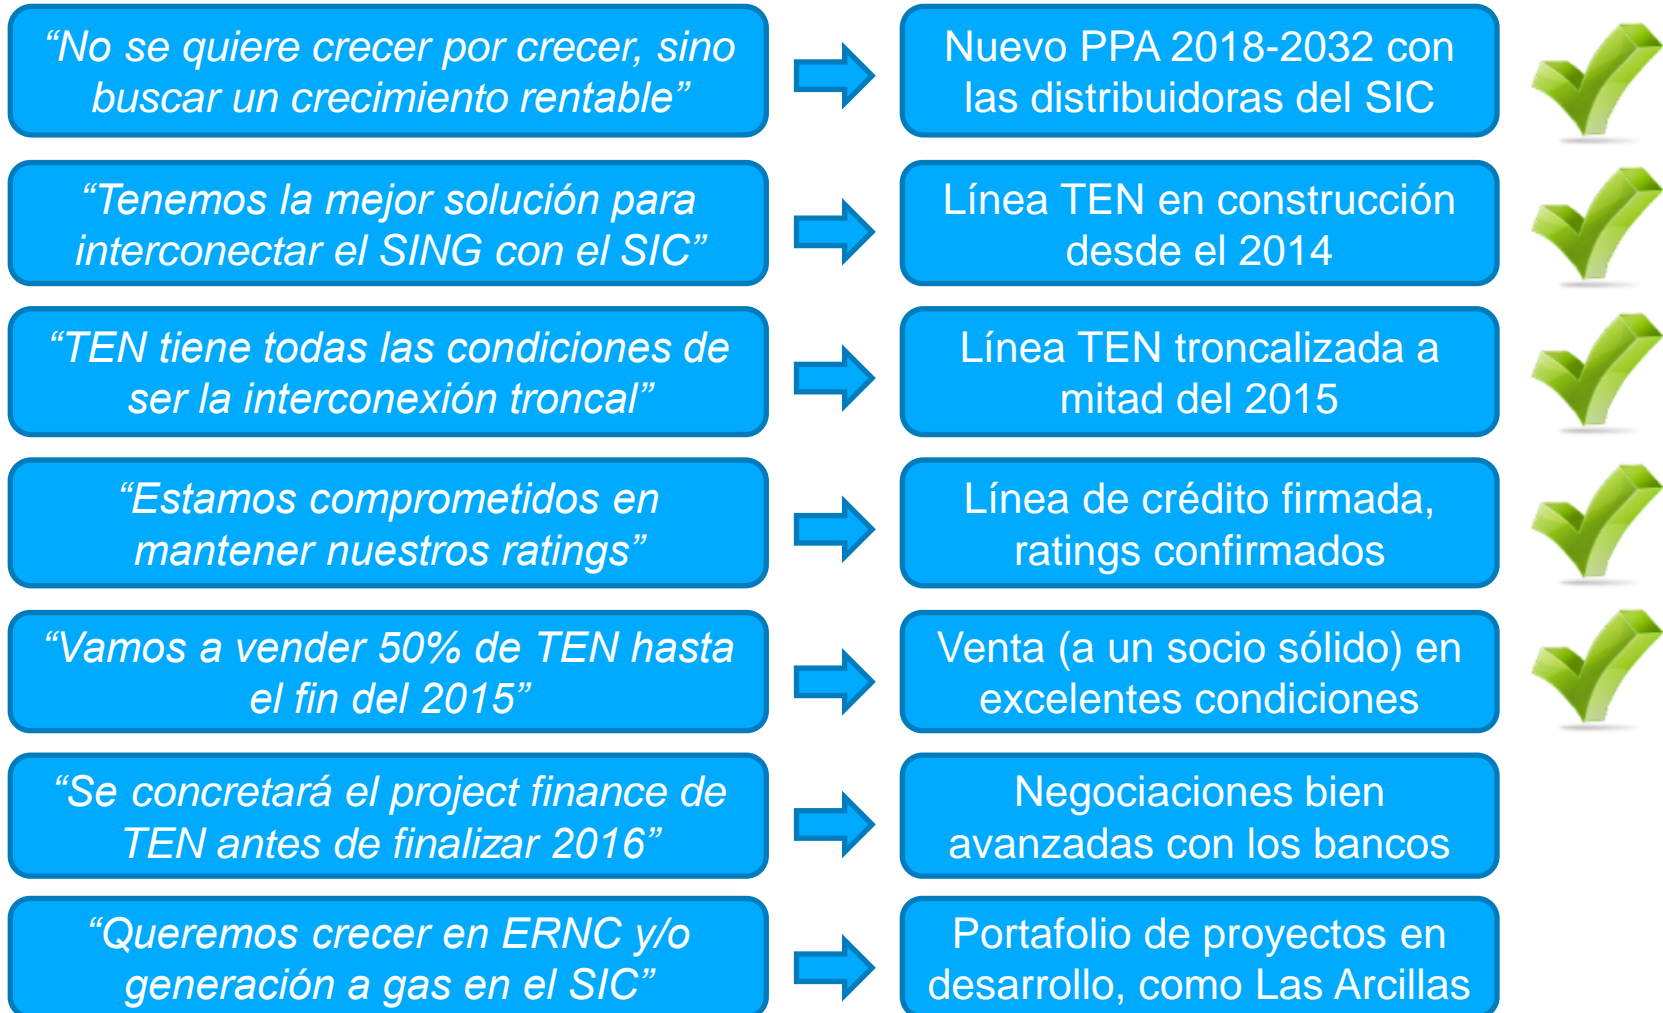 “No se quiere crecer por crecer, sino
buscar un crecimiento rentable”
Nuevo PPA 2018-2032 con
las distribuidoras del SIC
“Tenemos la mejor solución para
interconectar el SING con el SIC”
Línea TEN en construcción
desde el 2014
“TEN tiene todas las condiciones de
ser la interconexión troncal”
Línea TEN troncalizada a
mitad del 2015
“Estamos comprometidos en
mantener nuestros ratings”
Línea de crédito firmada,
ratings confirmados
“Vamos a vender 50% de TEN hasta
el fin del 2015”
Venta (a un socio sólido) en
excelentes condiciones
“Se concretará el project finance de
TEN antes de finalizar 2016”
Negociaciones bien
avanzadas con los bancos
“Queremos crecer en ERNC y/o
generación a gas en el SIC”
Portafolio de proyectos en
desarrollo, como Las Arcillas